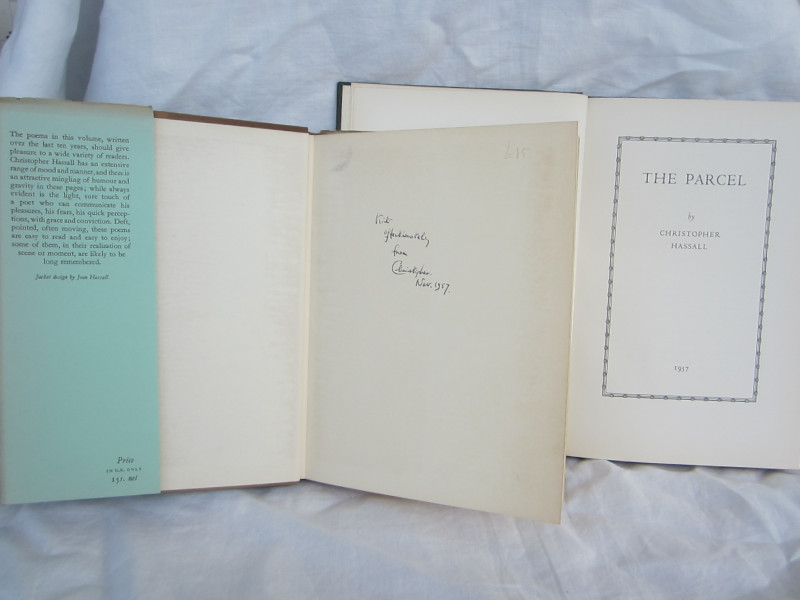 The poems in this volume, written
over the last ten years, should give
pleasure to a wide variety of readers.
Christopher Hassall has an extensive
range of mood and manner, and there is
an attractive mingling of humour and
gravity in these pages; while always
evident is the light, sure touch of
a poet who can communicate his
pleasures, his fears, his quick percep-
tions, with grace and conviction. Deft,
pointed, often moving, these poems
are easy to read and easy to enjoy;
some of them, in their realisation of
scene or moment, are likely to be
long remembered.
Jacket design by Joan Hassall
Price
IN U.K. ONLY
net
affectionately
from
Christopher.
Nov. 1957.
THE PARCEL
by
CHRISTOPHER
HASSALL
1957